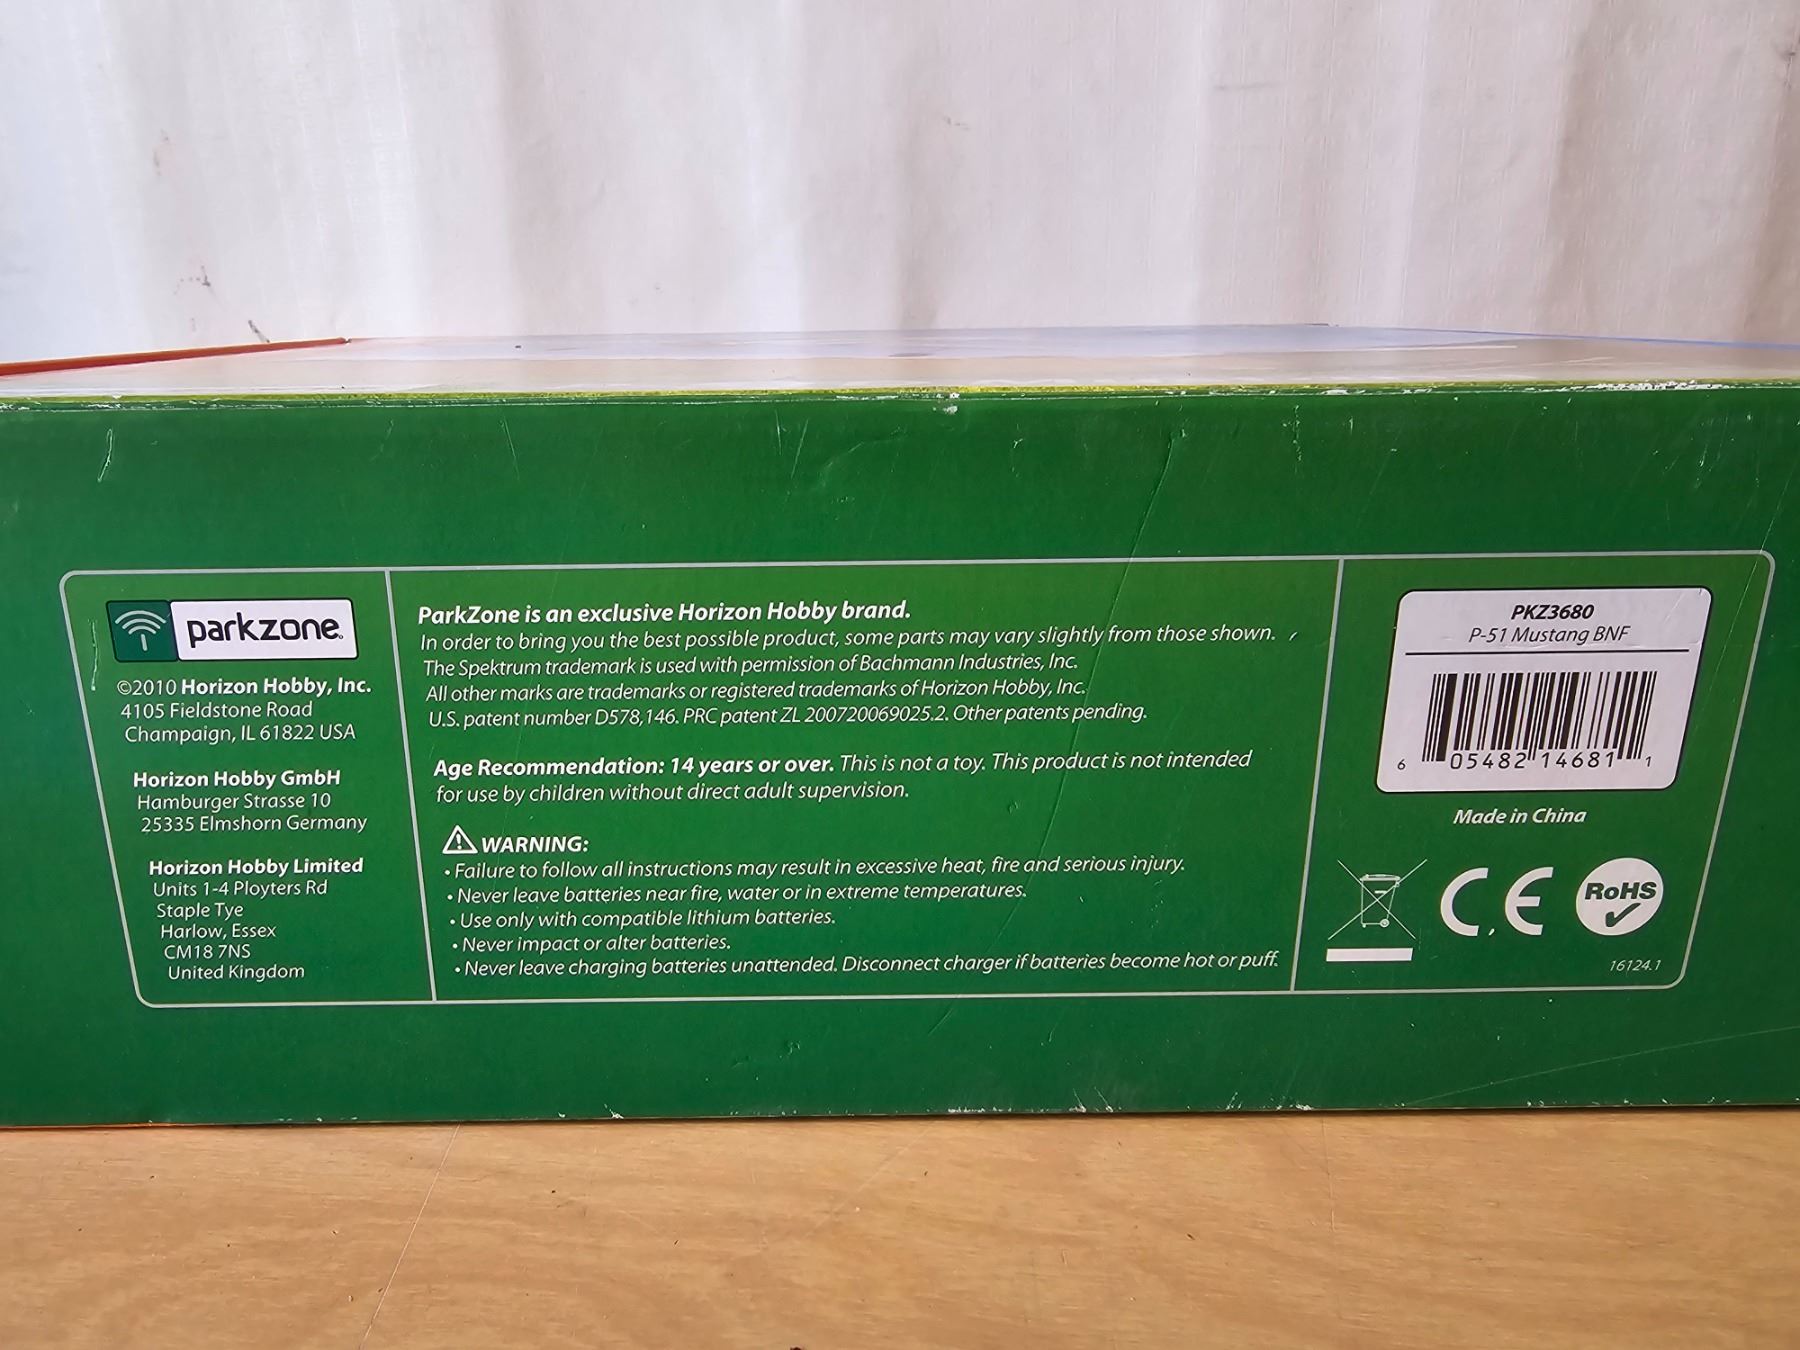 parkzone
©2010 Horizon Hobby, Inc.
4105 Fieldstone Road
Champaign, IL 61822 USA
Horizon Hobby GmbH
Hamburger Strasse 10
25335 Elmshorn Germany
Horizon Hobby Limited
Units 1-4 Ployters Rd
Staple Tye
Harlow, Essex
CM18 7NS
United Kingdom
ParkZone is an exclusive Horizon Hobby brand.
In order to bring you the best possible product, some parts may vary slightly from those shown.
The Spektrum trademark is used with permission of Bachmann Industries, Inc.
All other marks are trademarks or registered trademarks of Horizon Hobby, Inc.
U.S. patent number D578,146. PRC patent ZL 200720069025.2. Other patents pending.
Age Recommendation: 14 years or over. This is not a toy. This product is not intended
for use by children without direct adult supervision.
WARNING:
• Failure to follow all instructions may result in excessive heat, fire and serious injury.
• Never leave batteries near fire, water or in extreme temperatures.
• Use only with compatible lithium batteries.
• Never impact or alter batteries.
• Never leave charging batteries unattended. Disconnect charger if batteries become hot or puff.
PKZ3680
P-51 Mustang BNF
6 05482 14681 1
Made in China
CE
RoHS
16124.1